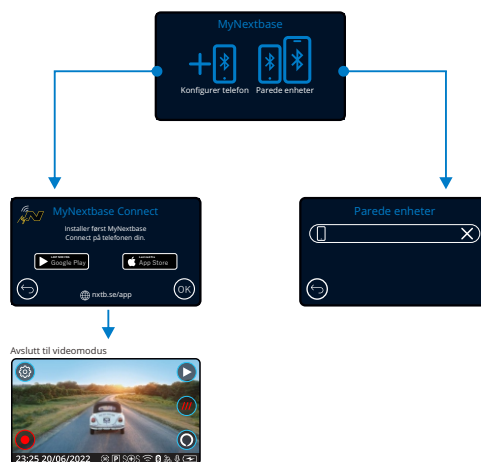 MyNextbase
Konfigurer telefon
Parede enheter
MyNextbase Connect
Installer først MyNextbase
Connect på telefonen din.
Google Play
App Store
nxtb.se/app
OK
Parede enheter
Avslutt til videomodus
23:25 20/06/2022